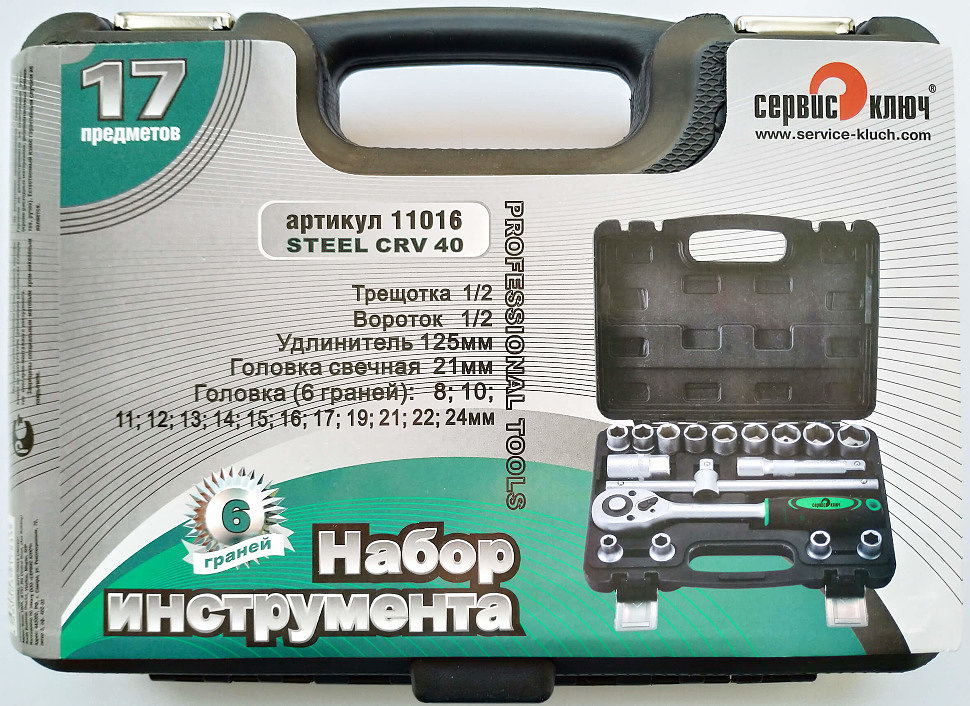 17
предметов
сервис ключ®
www.service-kluch.com
артикул 11016
STEEL CRV 40
PROFESSIONAL TOOLS
Трещотка 1/2
Вороток 1/2
Удлинитель 125мм
Головка свечная 21мм
Головка (6 граней): 8; 10;
11; 12; 13; 14; 15; 16; 17; 19; 21; 22; 24мм
сервис ключ
6
граней
Набор
инструмента